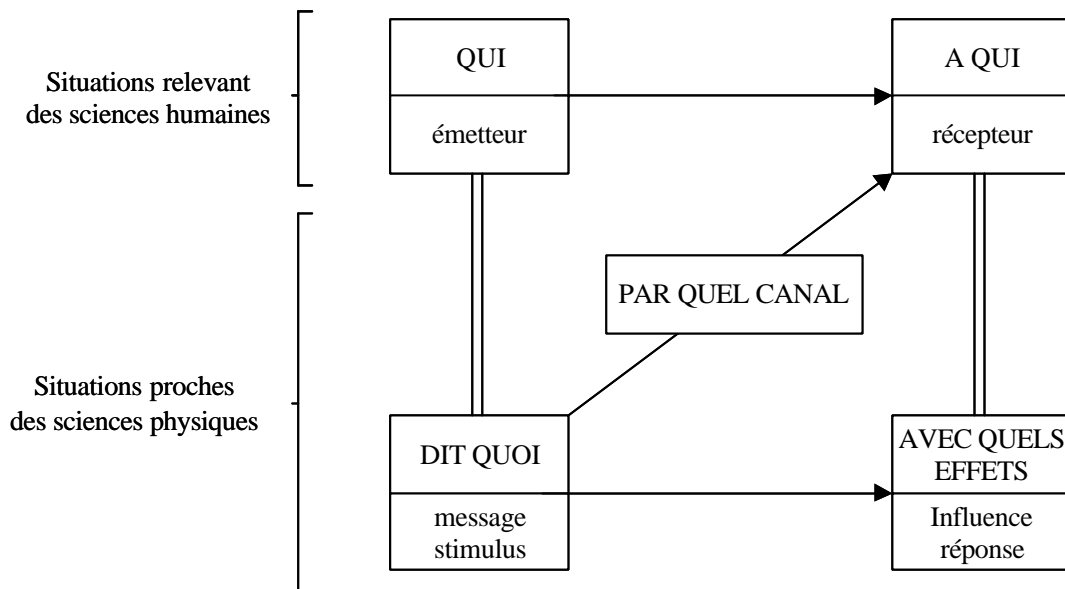 QUI
A QUI
Situations relevant
des sciences humaines
émetteur
récepteur
PAR QUEL CANAL
Situations proches
des sciences physiques
DIT QUOI
AVEC QUELS
EFFETS
message
stimulus
Influence
réponse